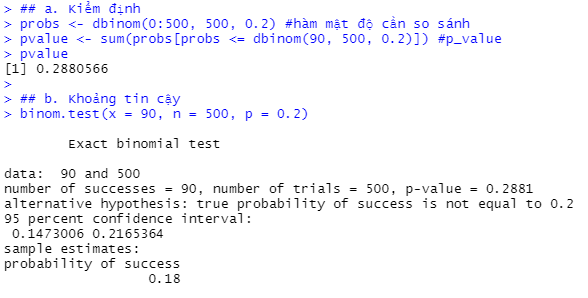 > ## a. Kiểm định
> probs <- dbinom(0:500, 500, 0.2) #hàm mật độ cần so sánh
> pvalue <- sum(probs[probs <= dbinom(90, 500, 0.2)]) #p_value
> pvalue
[1] 0.2880566
>
> ## b. Khoảng tin cậy
> binom.test(x = 90, n = 500, p = 0.2)
Exact binomial test
data:  90 and 500
number of successes = 90, number of trials = 500, p-value = 0.2881
alternative hypothesis: true probability of success is not equal to 0.2
95 percent confidence interval:
0.1473006 0.2165364
sample estimates:
probability of success
0.18